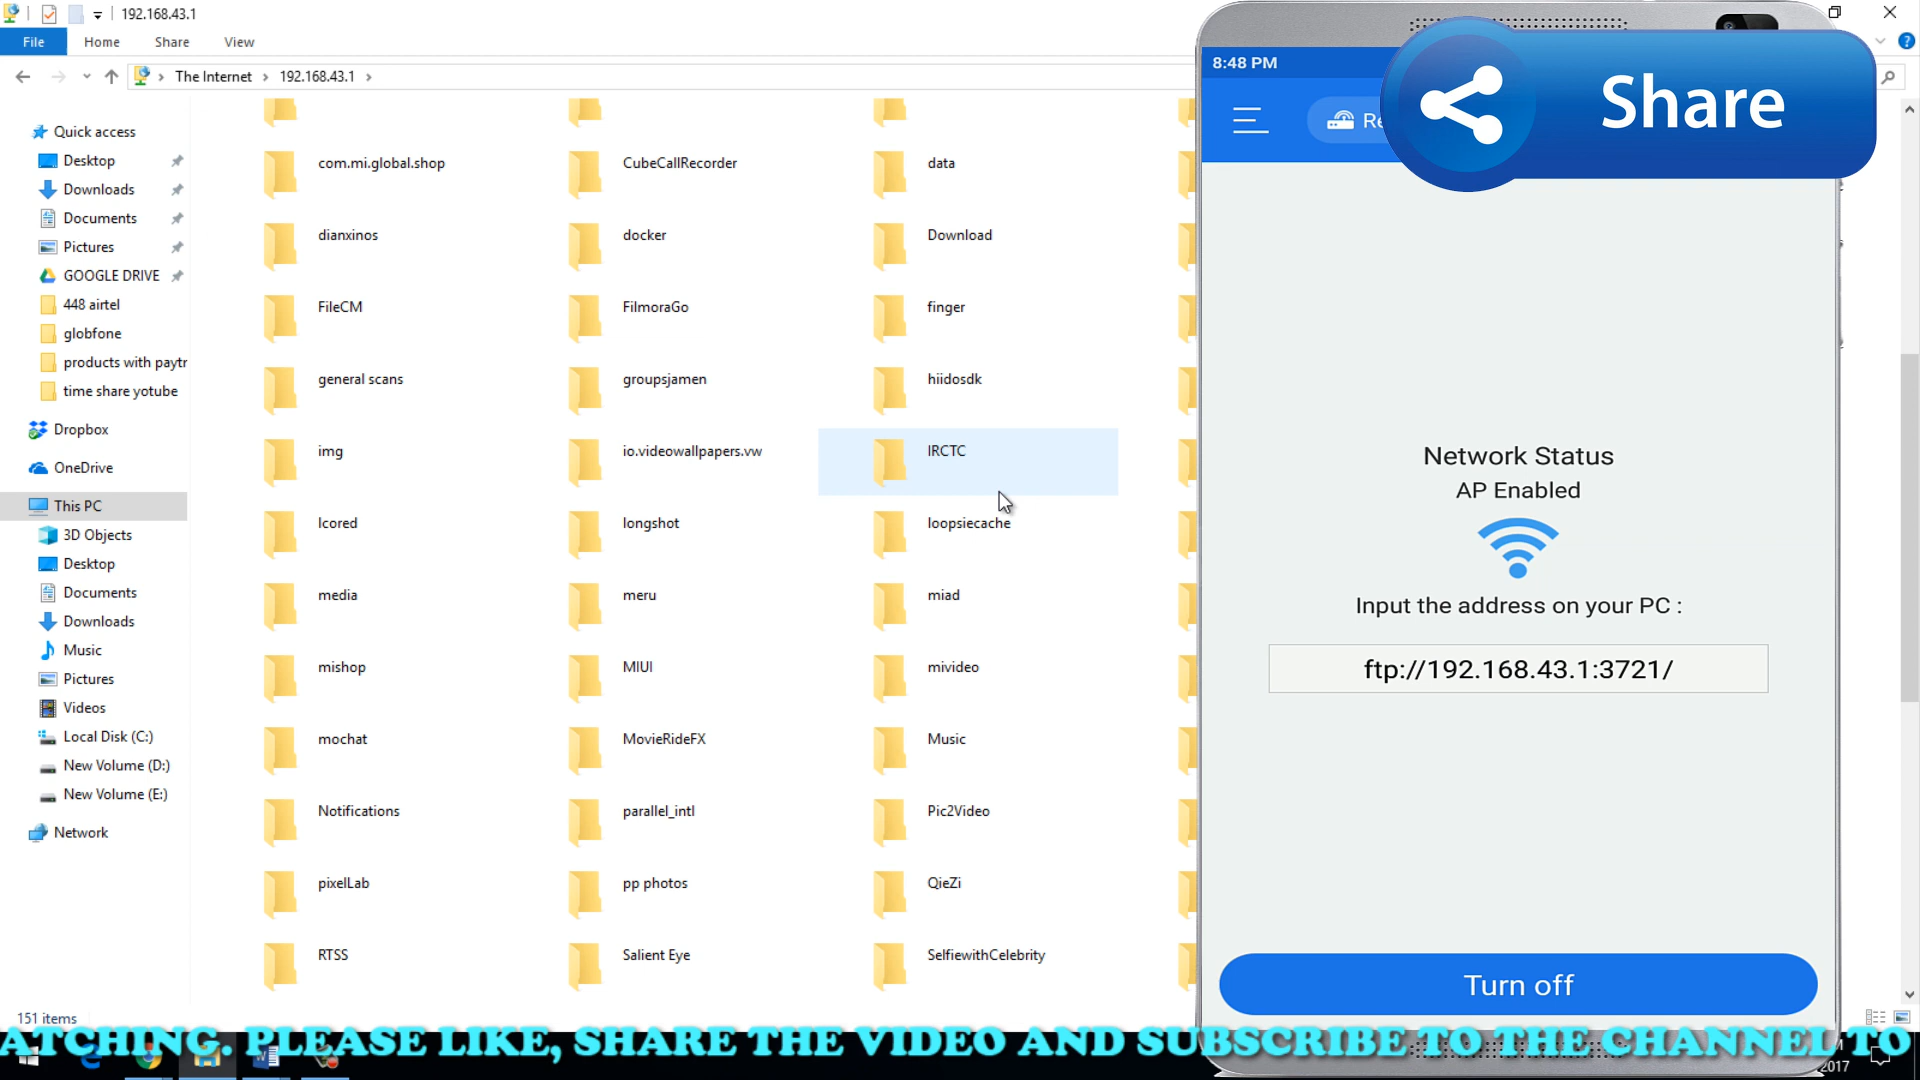 192.168.43.1
File Home Share View
The Internet 192.168.43.1
Quick access
Desktop
Downloads
Documents
Pictures
GOOGLE DRIVE
448 airtel
globfone
products with paytr
time share yotube
Dropbox
OneDrive
This PC
3D Objects
Desktop
Documents
Downloads
Music
Pictures
Videos
Local Disk (C:)
New Volume (D:)
New Volume (E:)
Network
com.mi.global.shop CubeCallRecorder data
dianxinos docker Download
FileCM FilmoraGo finger
general scans groupsjamen hiidosdk
img io.videowallpapers.vw IRCTC
lcored longshot loopsiecache
media meru miad
mishop MIUI mivideo
mochat MovieRideFX Music
Notifications parallel_intl Pic2Video
pixelLab pp photos QieZi
RTSS Salient Eye SelfiewithCelebrity
151 items
8:48 PM
Re
Share
Network Status
AP Enabled
Input the address on your PC :
ftp://192.168.43.1:3721/
Turn off
ATCHING. PLEASE LIKE, SHARE THE VIDEO AND SUBSCRIBE TO THE CHANNEL TO
2017